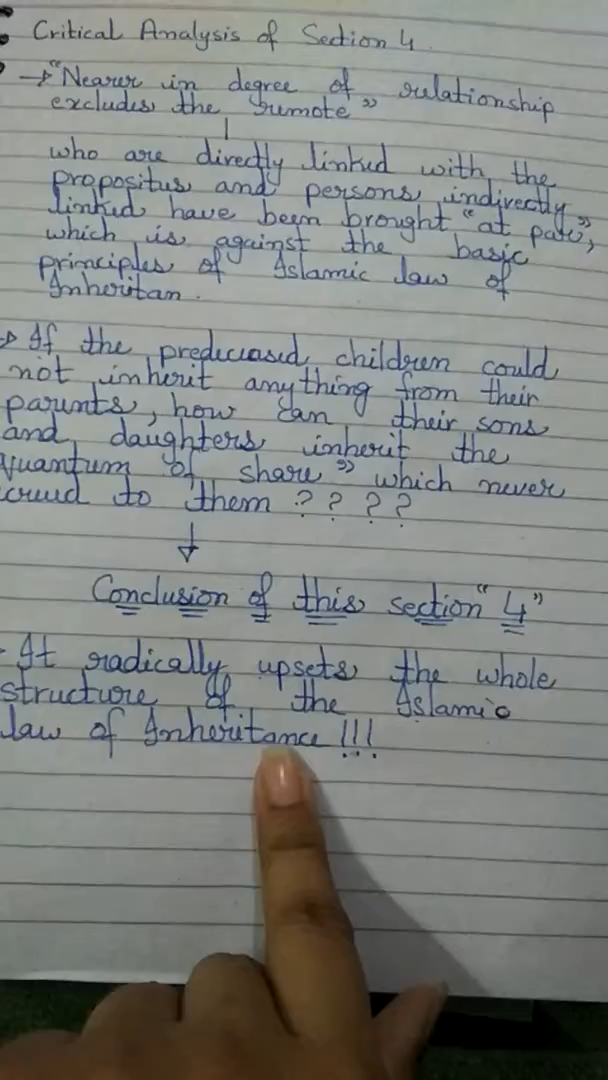 Critical Analysis of Section 4
→ "Nearer in degree of relationship
excludes the remote"
who are directly linked with the
propositus and persons, indirectly
linked have been brought "at par",
which is against the basic
principles of Islamic law of
Inheritan.
→ If the predeceased children could
not inherit anything from their
parents, how can their sons
and daughters inherit the
quantum of share" which never
crued to them ????
Conclusion of this section "4"
- It radically upsets the whole
structure of the Islamic
law of Inheritance !!!